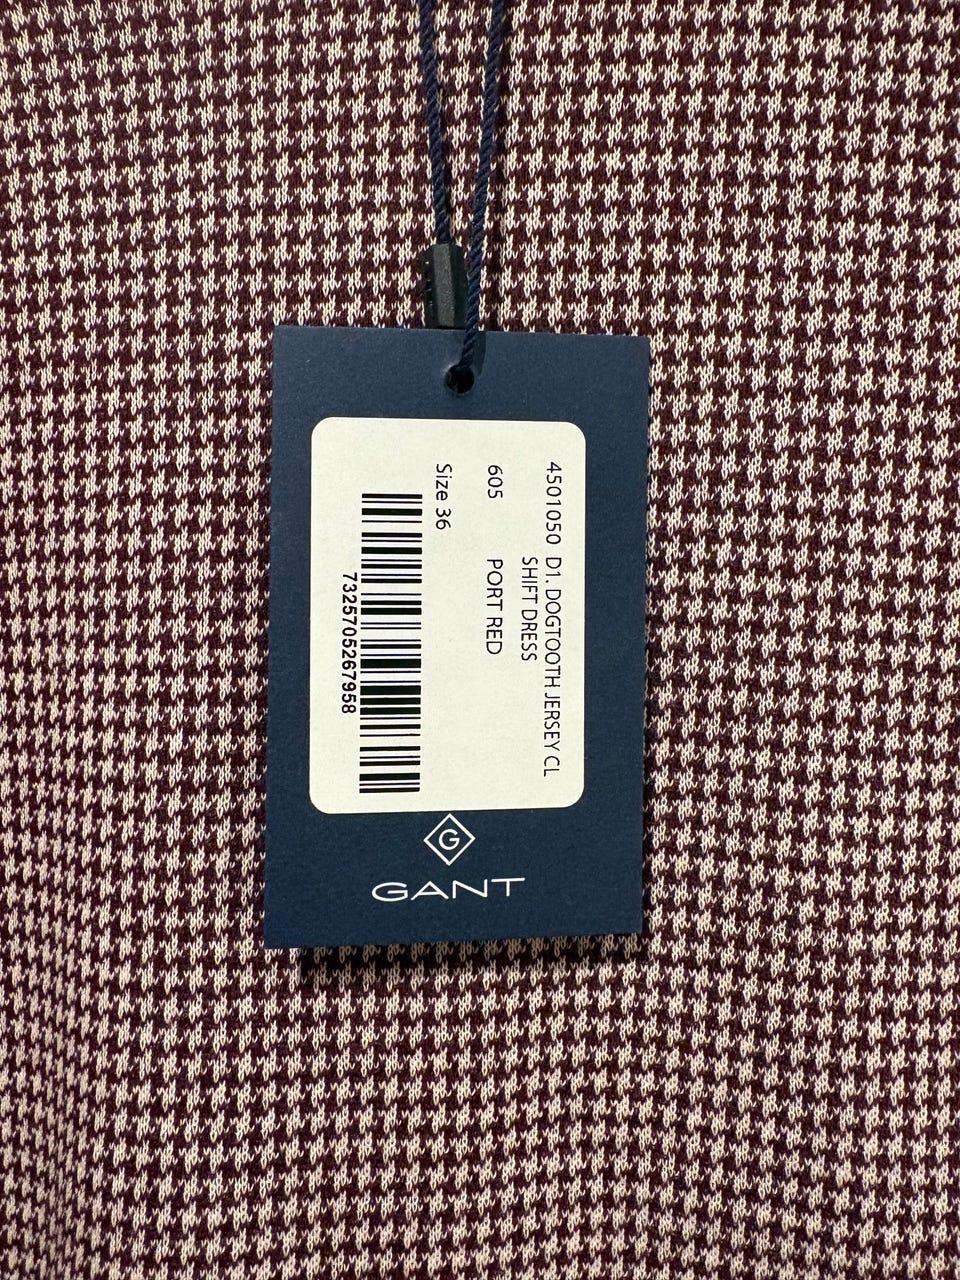 4501050 D1. DOGTOOTH JERSEY CL
SHIFT DRESS
605 PORT RED
Size 36
7325705267958
G
GANT